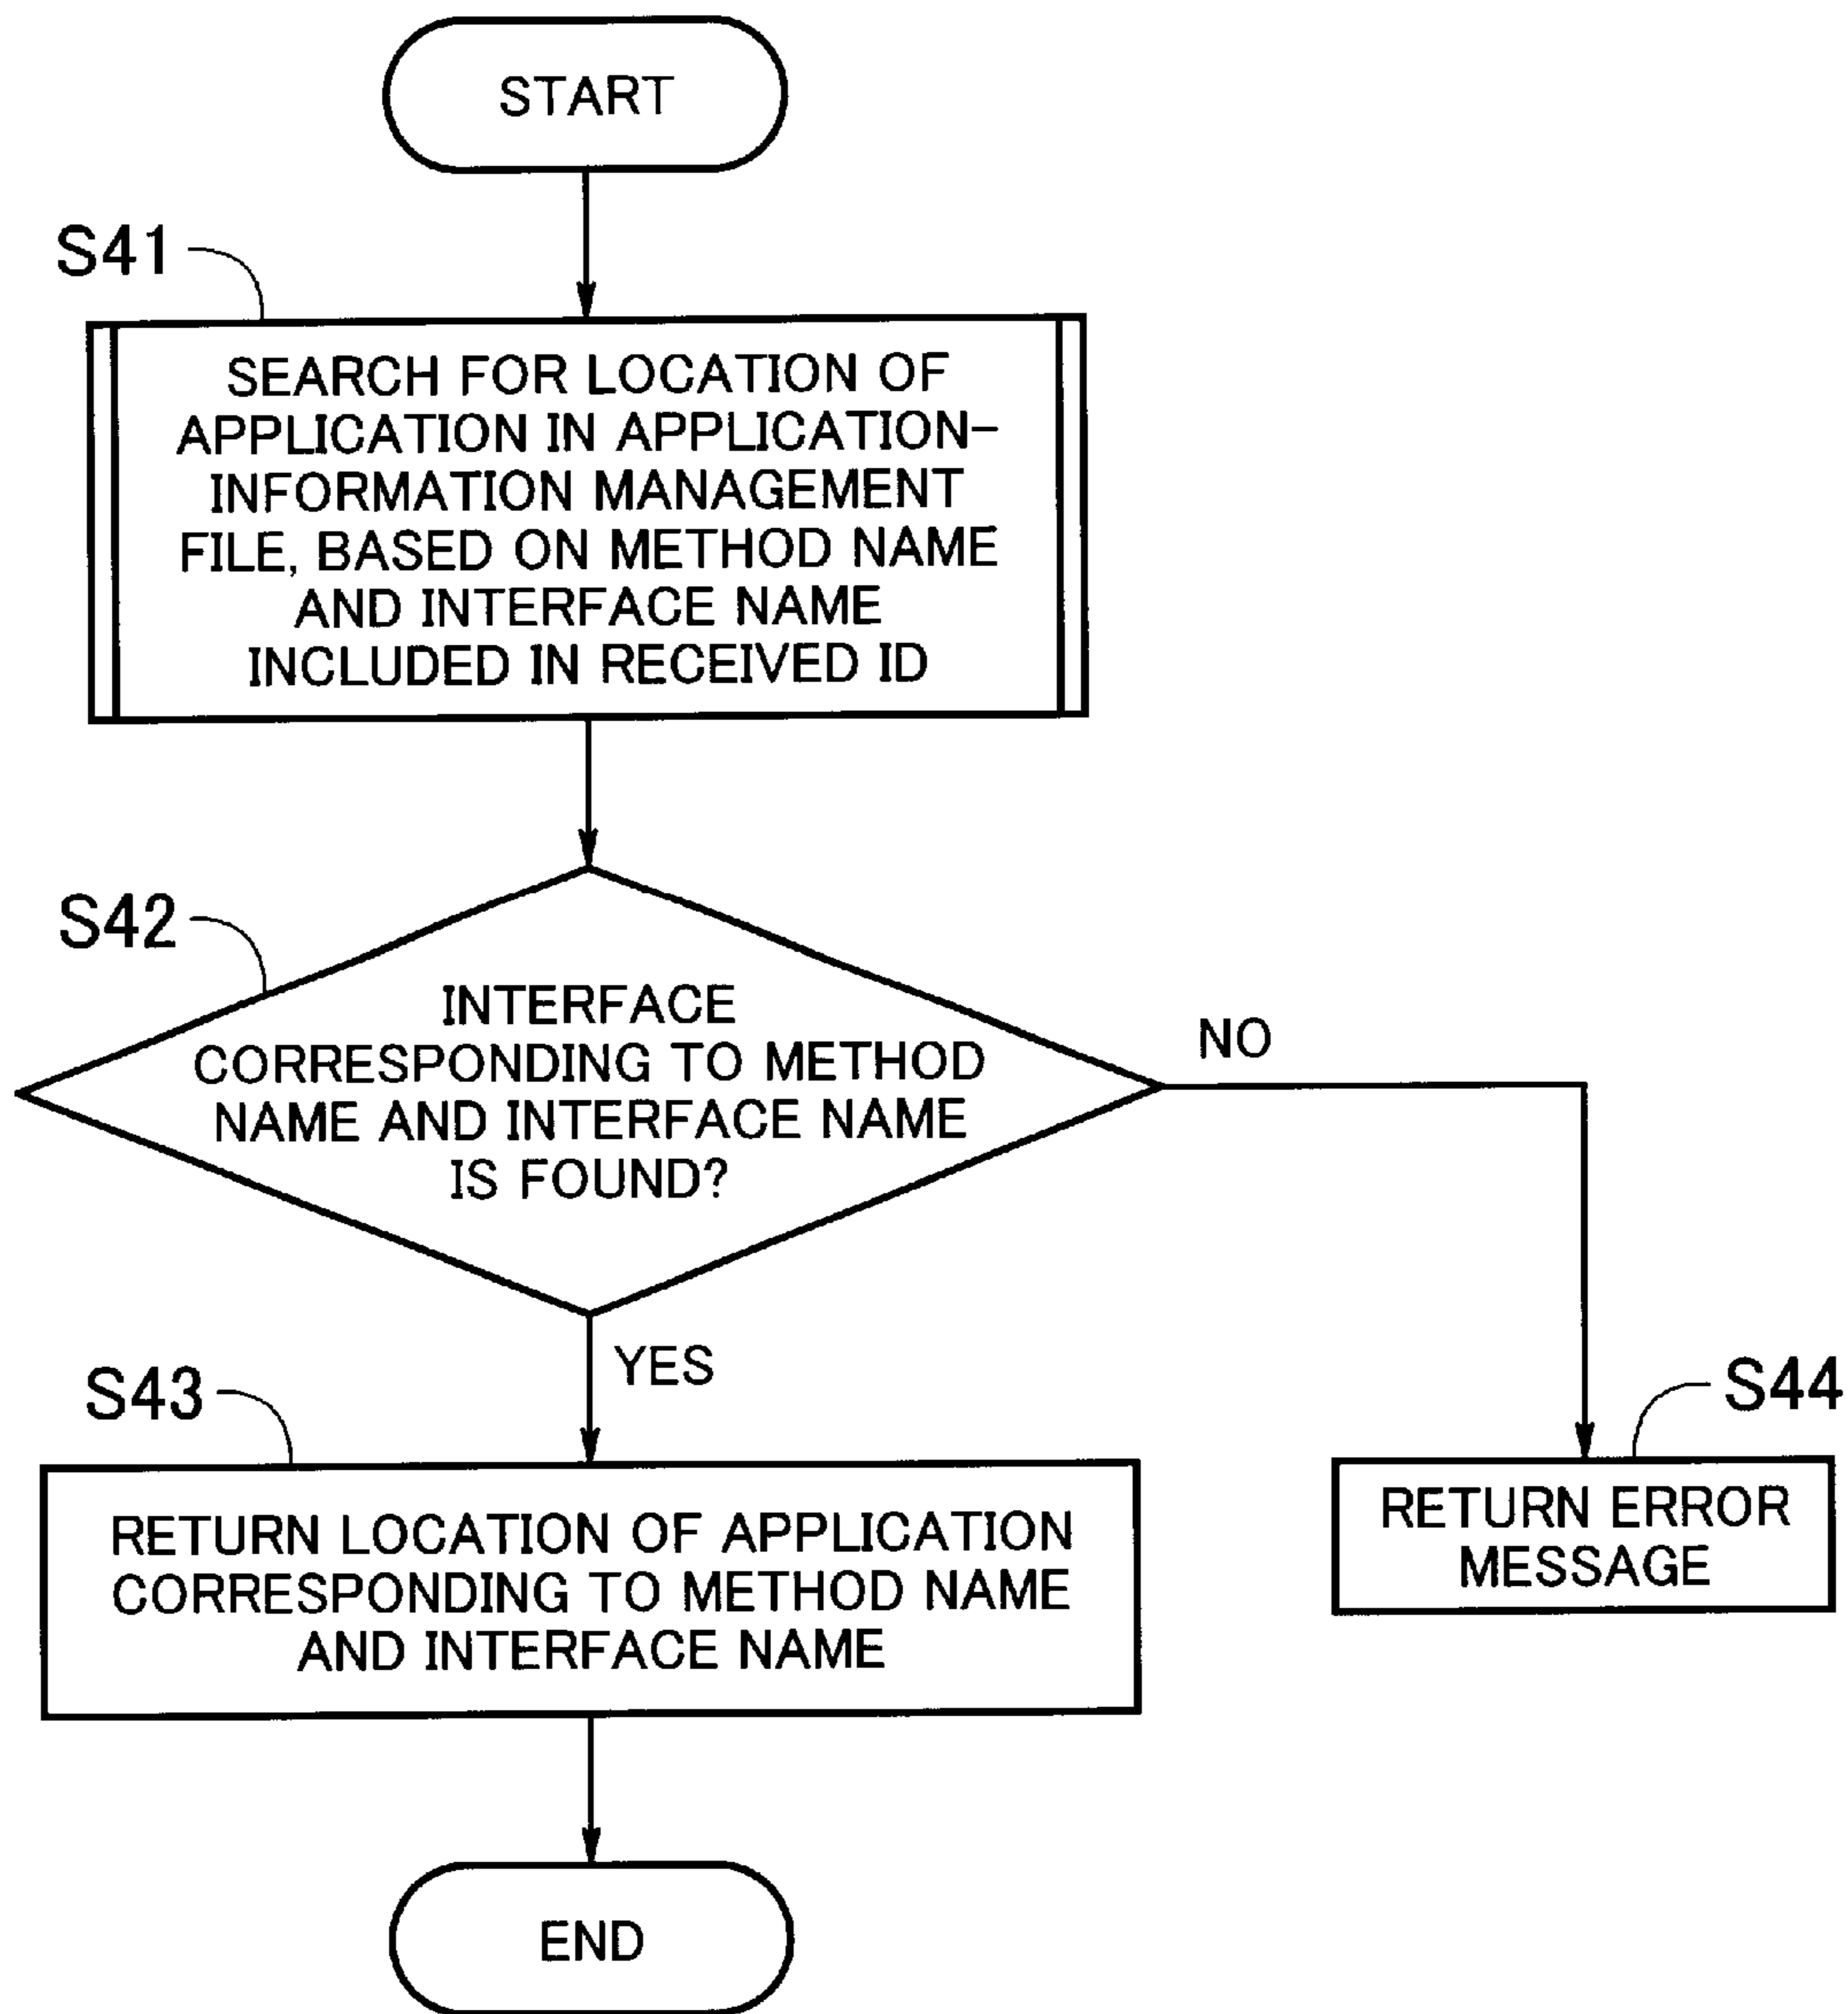 START
S41
SEARCH FOR LOCATION OF
APPLICATION IN APPLICATION-
INFORMATION MANAGEMENT
FILE, BASED ON METHOD NAME
AND INTERFACE NAME
INCLUDED IN RECEIVED ID
S42
INTERFACE
CORRESPONDING TO METHOD
NAME AND INTERFACE NAME
IS FOUND?
NO
YES
S43
RETURN LOCATION OF APPLICATION
CORRESPONDING TO METHOD NAME
AND INTERFACE NAME
S44
RETURN ERROR
MESSAGE
END